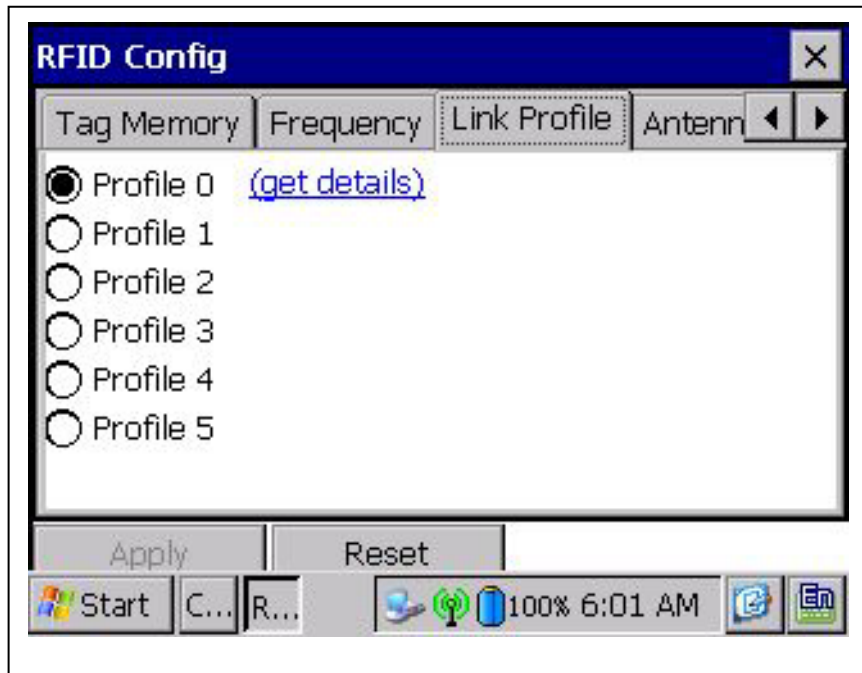 RFID Config
Tag Memory Frequency Link Profile Antenn
Profile 0 (get details)
Profile 1
Profile 2
Profile 3
Profile 4
Profile 5
Apply Reset
Start C... R... 100% 6:01 AM En